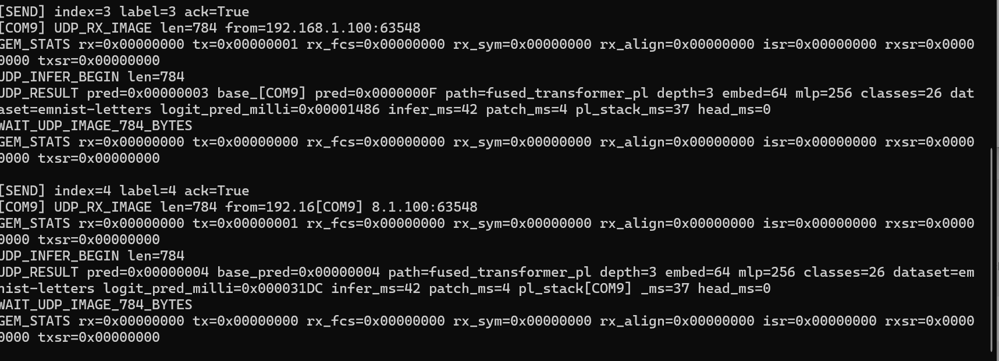 [SEND] index=3 label=3 ack=True
[COM9] UDP_RX_IMAGE len=784 from=192.168.1.100:63548
GEM_STATS rx=0x00000000 tx=0x00000001 rx_fcs=0x00000000 rx_sym=0x00000000 rx_align=0x00000000 isr=0x00000000 rxsr=0x0000
0000 txsr=0x00000000
UDP_INFER_BEGIN len=784
UDP_RESULT pred=0x00000003 base_[COM9] pred=0x0000000F path=fused_transformer_pl depth=3 embed=64 mlp=256 classes=26 dat
aset=emnist-letters logit_pred_milli=0x00001486 infer_ms=42 patch_ms=4 pl_stack_ms=37 head_ms=0
WAIT_UDP_IMAGE_784_BYTES
GEM_STATS rx=0x00000000 tx=0x00000000 rx_fcs=0x00000000 rx_sym=0x00000000 rx_align=0x00000000 isr=0x00000000 rxsr=0x0000
0000 txsr=0x00000000
[SEND] index=4 label=4 ack=True
[COM9] UDP_RX_IMAGE len=784 from=192.16[COM9] 8.1.100:63548
GEM_STATS rx=0x00000000 tx=0x00000001 rx_fcs=0x00000000 rx_sym=0x00000000 rx_align=0x00000000 isr=0x00000000 rxsr=0x0000
0000 txsr=0x00000000
UDP_INFER_BEGIN len=784
UDP_RESULT pred=0x00000004 base_pred=0x00000004 path=fused_transformer_pl depth=3 embed=64 mlp=256 classes=26 dataset=em
nist-letters logit_pred_milli=0x000031DC infer_ms=42 patch_ms=4 pl_stack[COM9] _ms=37 head_ms=0
WAIT_UDP_IMAGE_784_BYTES
GEM_STATS rx=0x00000000 tx=0x00000000 rx_fcs=0x00000000 rx_sym=0x00000000 rx_align=0x00000000 isr=0x00000000 rxsr=0x0000
0000 txsr=0x00000000